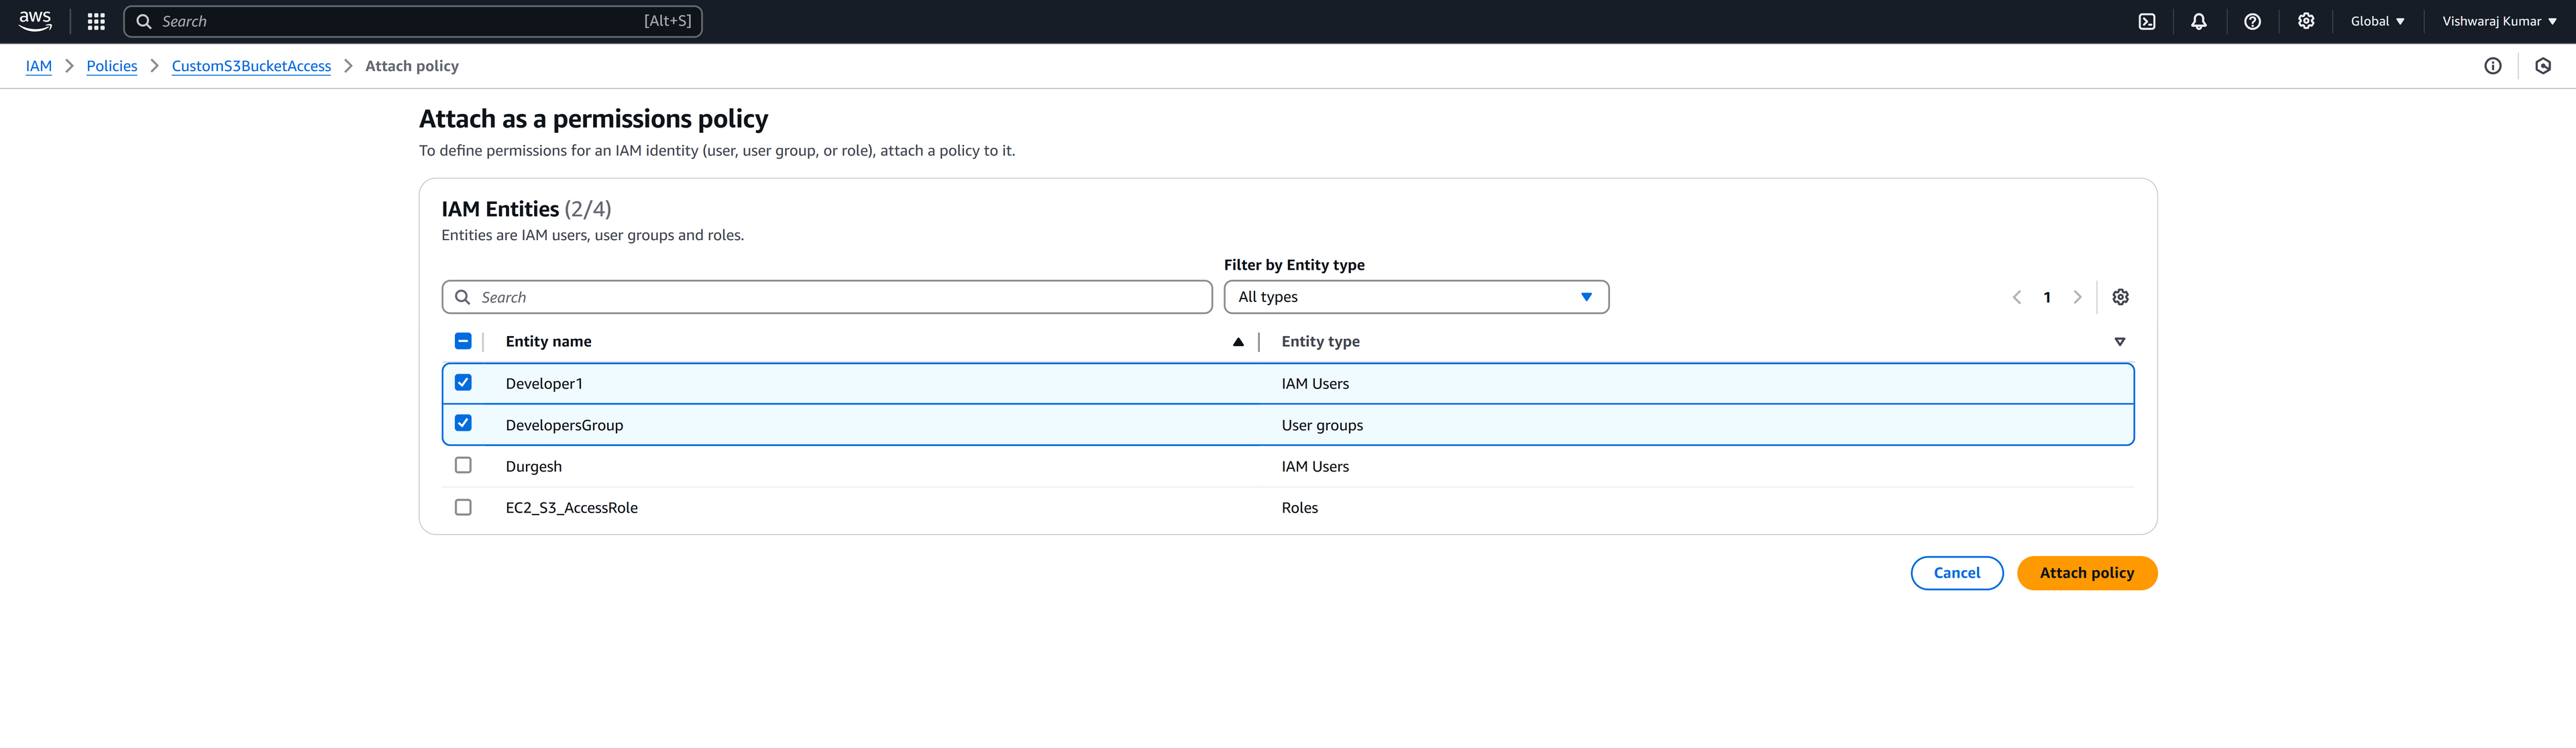 aws Search [Alt+S] Global Vishwaraj Kumar
IAM > Policies > CustomS3BucketAccess > Attach policy
Attach as a permissions policy
To define permissions for an IAM identity (user, user group, or role), attach a policy to it.
IAM Entities (2/4)
Entities are IAM users, user groups and roles.
Filter by Entity type
Search All types 1
Entity name Entity type
Developer1 IAM Users
DevelopersGroup User groups
Durgesh IAM Users
EC2_S3_AccessRole Roles
Cancel Attach policy